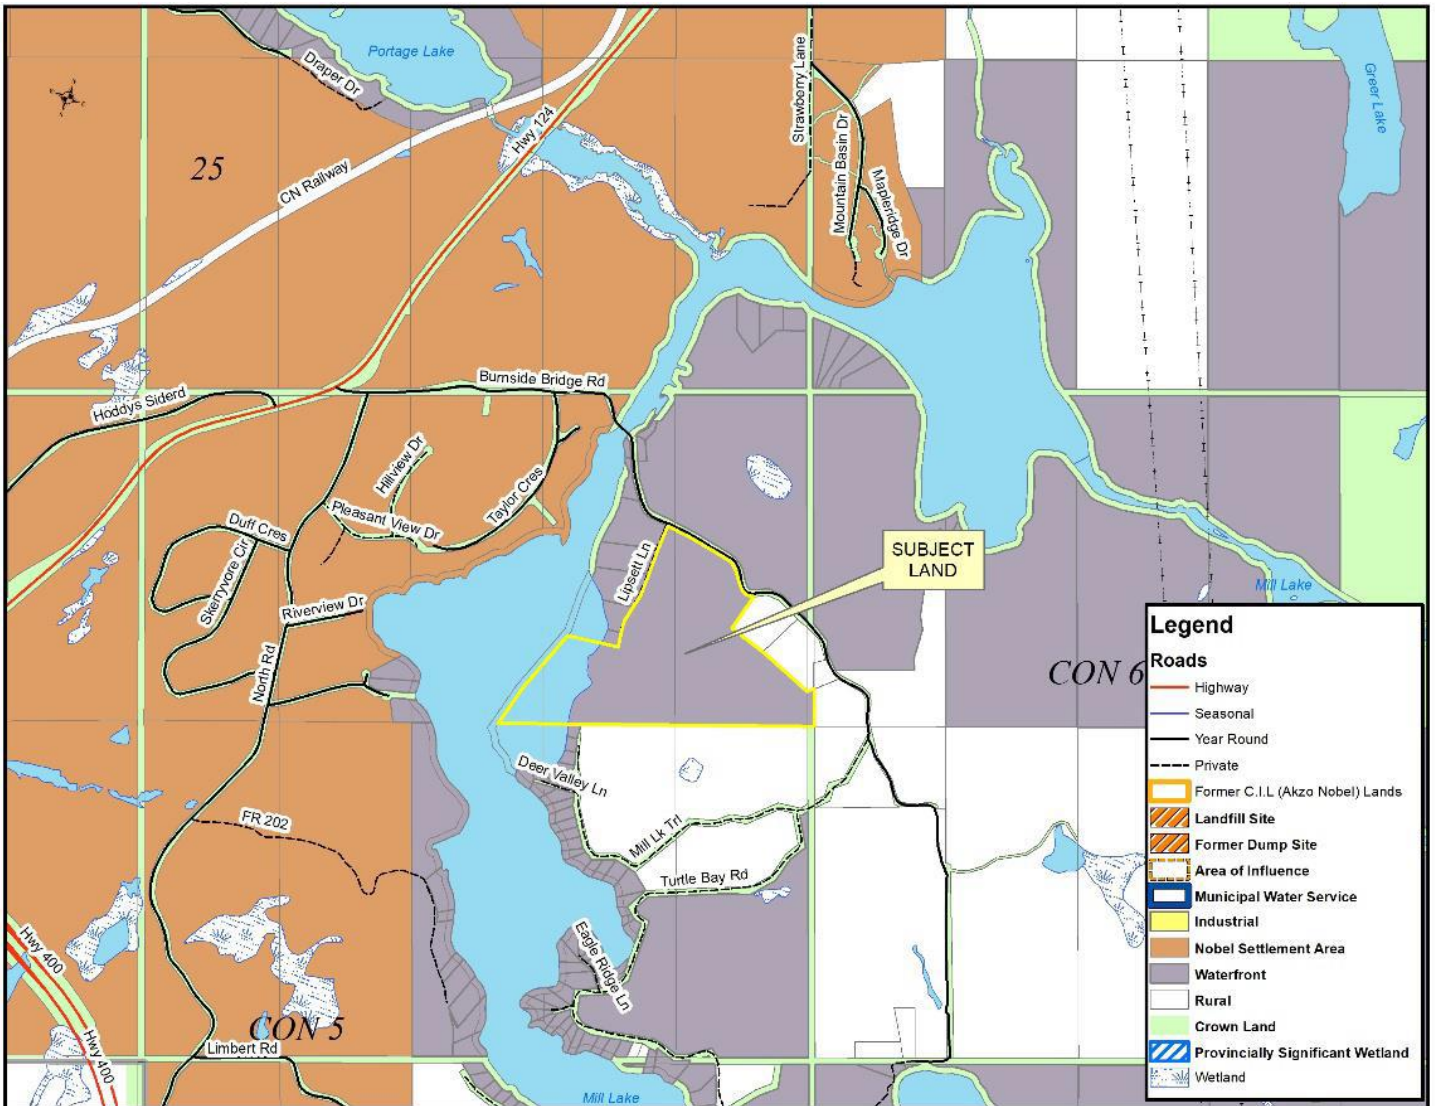 Portage Lake
Draper Dr
Hwy 124
Strawberry Lane
Greer Lake
25
CN Railway
Mountain Basin Dr
Mapleridge Dr
Burnside Bridge Rd
Hoddys Siderd
Hillview Dr
Taylor Cres
Pleasant View Dr
Duff Cres
Skerryvore Cir
Lipsett Ln
SUBJECT
LAND
Mill Lake
Riverview Dr
North Rd
CON 6
Deer Valley Ln
FR 202
Mill Lk Trl
Turtle Bay Rd
Eagle Ridge Ln
Hwy 400
Hwy 400
CON 5
Limbert Rd
Mill Lake
Legend
Roads
Highway
Seasonal
Year Round
Private
Former C.I.L (Akzo Nobel) Lands
Landfill Site
Former Dump Site
Area of Influence
Municipal Water Service
Industrial
Nobel Settlement Area
Waterfront
Rural
Crown Land
Provincially Significant Wetland
Wetland